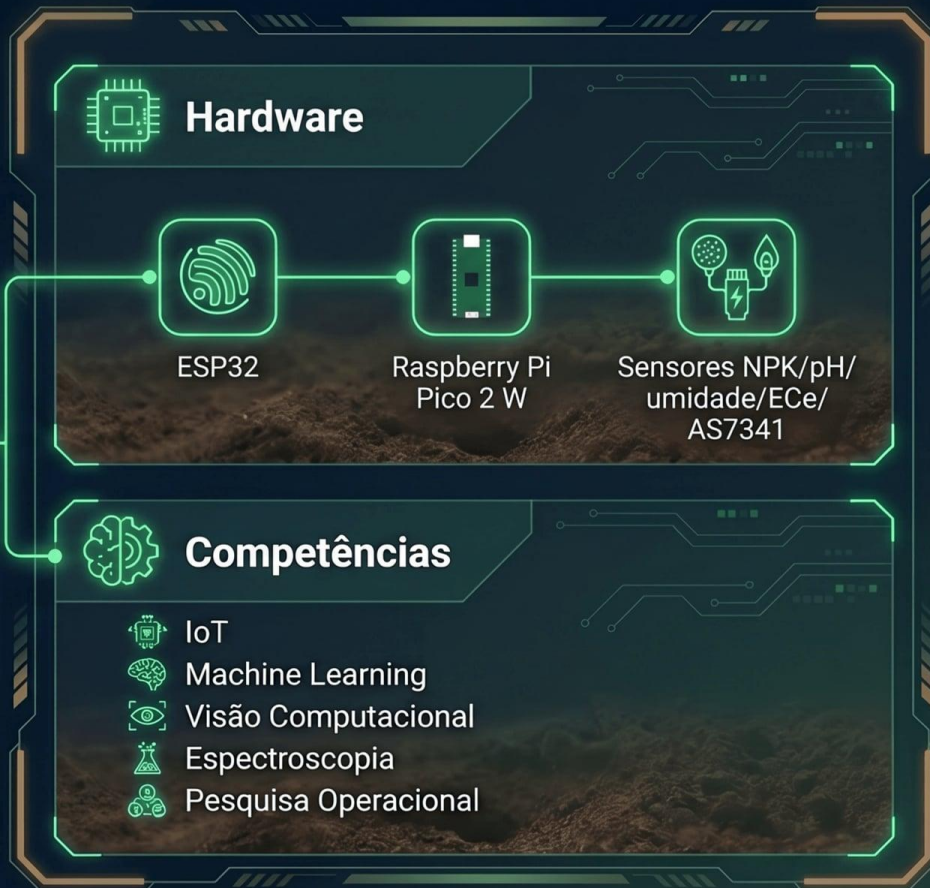 Hardware
ESP32
Raspberry Pi
Pico 2 W
Sensores NPK/pH/
umidade/ECe/
AS7341
Competências
IoT
Machine Learning
Visão Computacional
Espectroscopia
Pesquisa Operacional